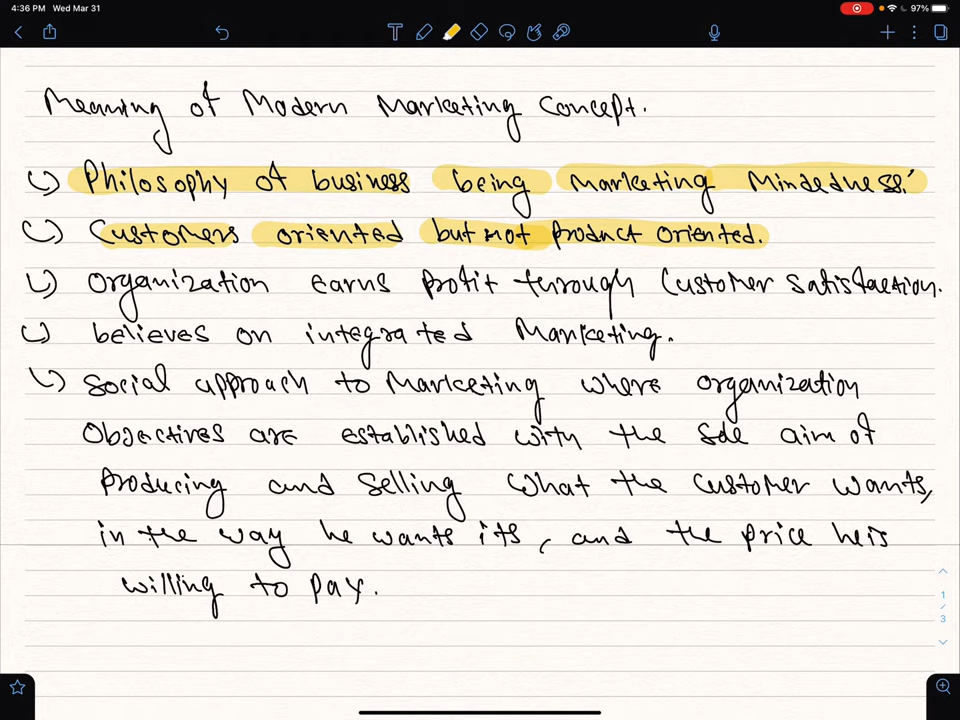 4:36 PM Wed Mar 31
97%
T
Meaning of Modern Marketing Concept.
Philosophy of business being Marketing Mindedness.'
Customers oriented but not product oriented.
Organization earns profit through Customer satisfaction.
believes on integrated Marketing.
Social approach to Marketing where organization
Objectives are established with the sole aim of
Producing and Selling what the customer wants,
in the way he wants its, and the price he is
willing to pay.
1
/
3